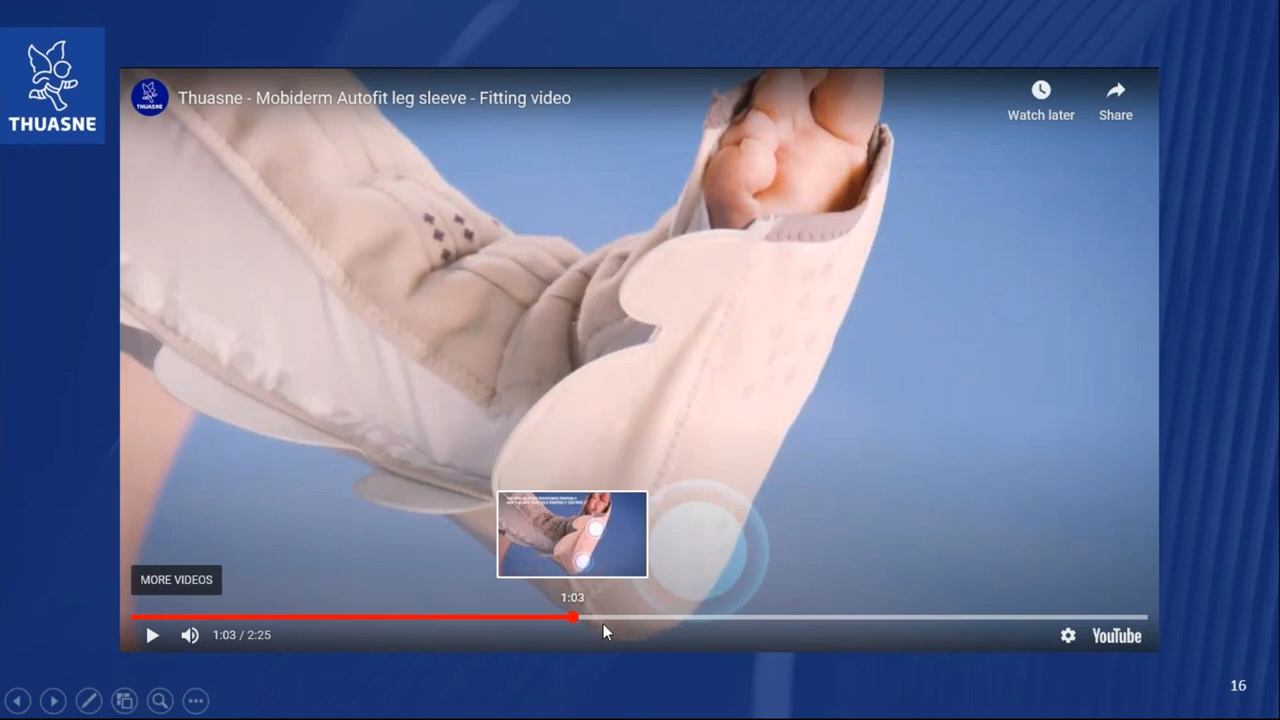 THUASNE
THUASNE
Thuasne - Mobiderm Autofit leg sleeve - Fitting video
Watch later
Share
MORE VIDEOS
1:03
1:03 / 2:25
YouTube
16